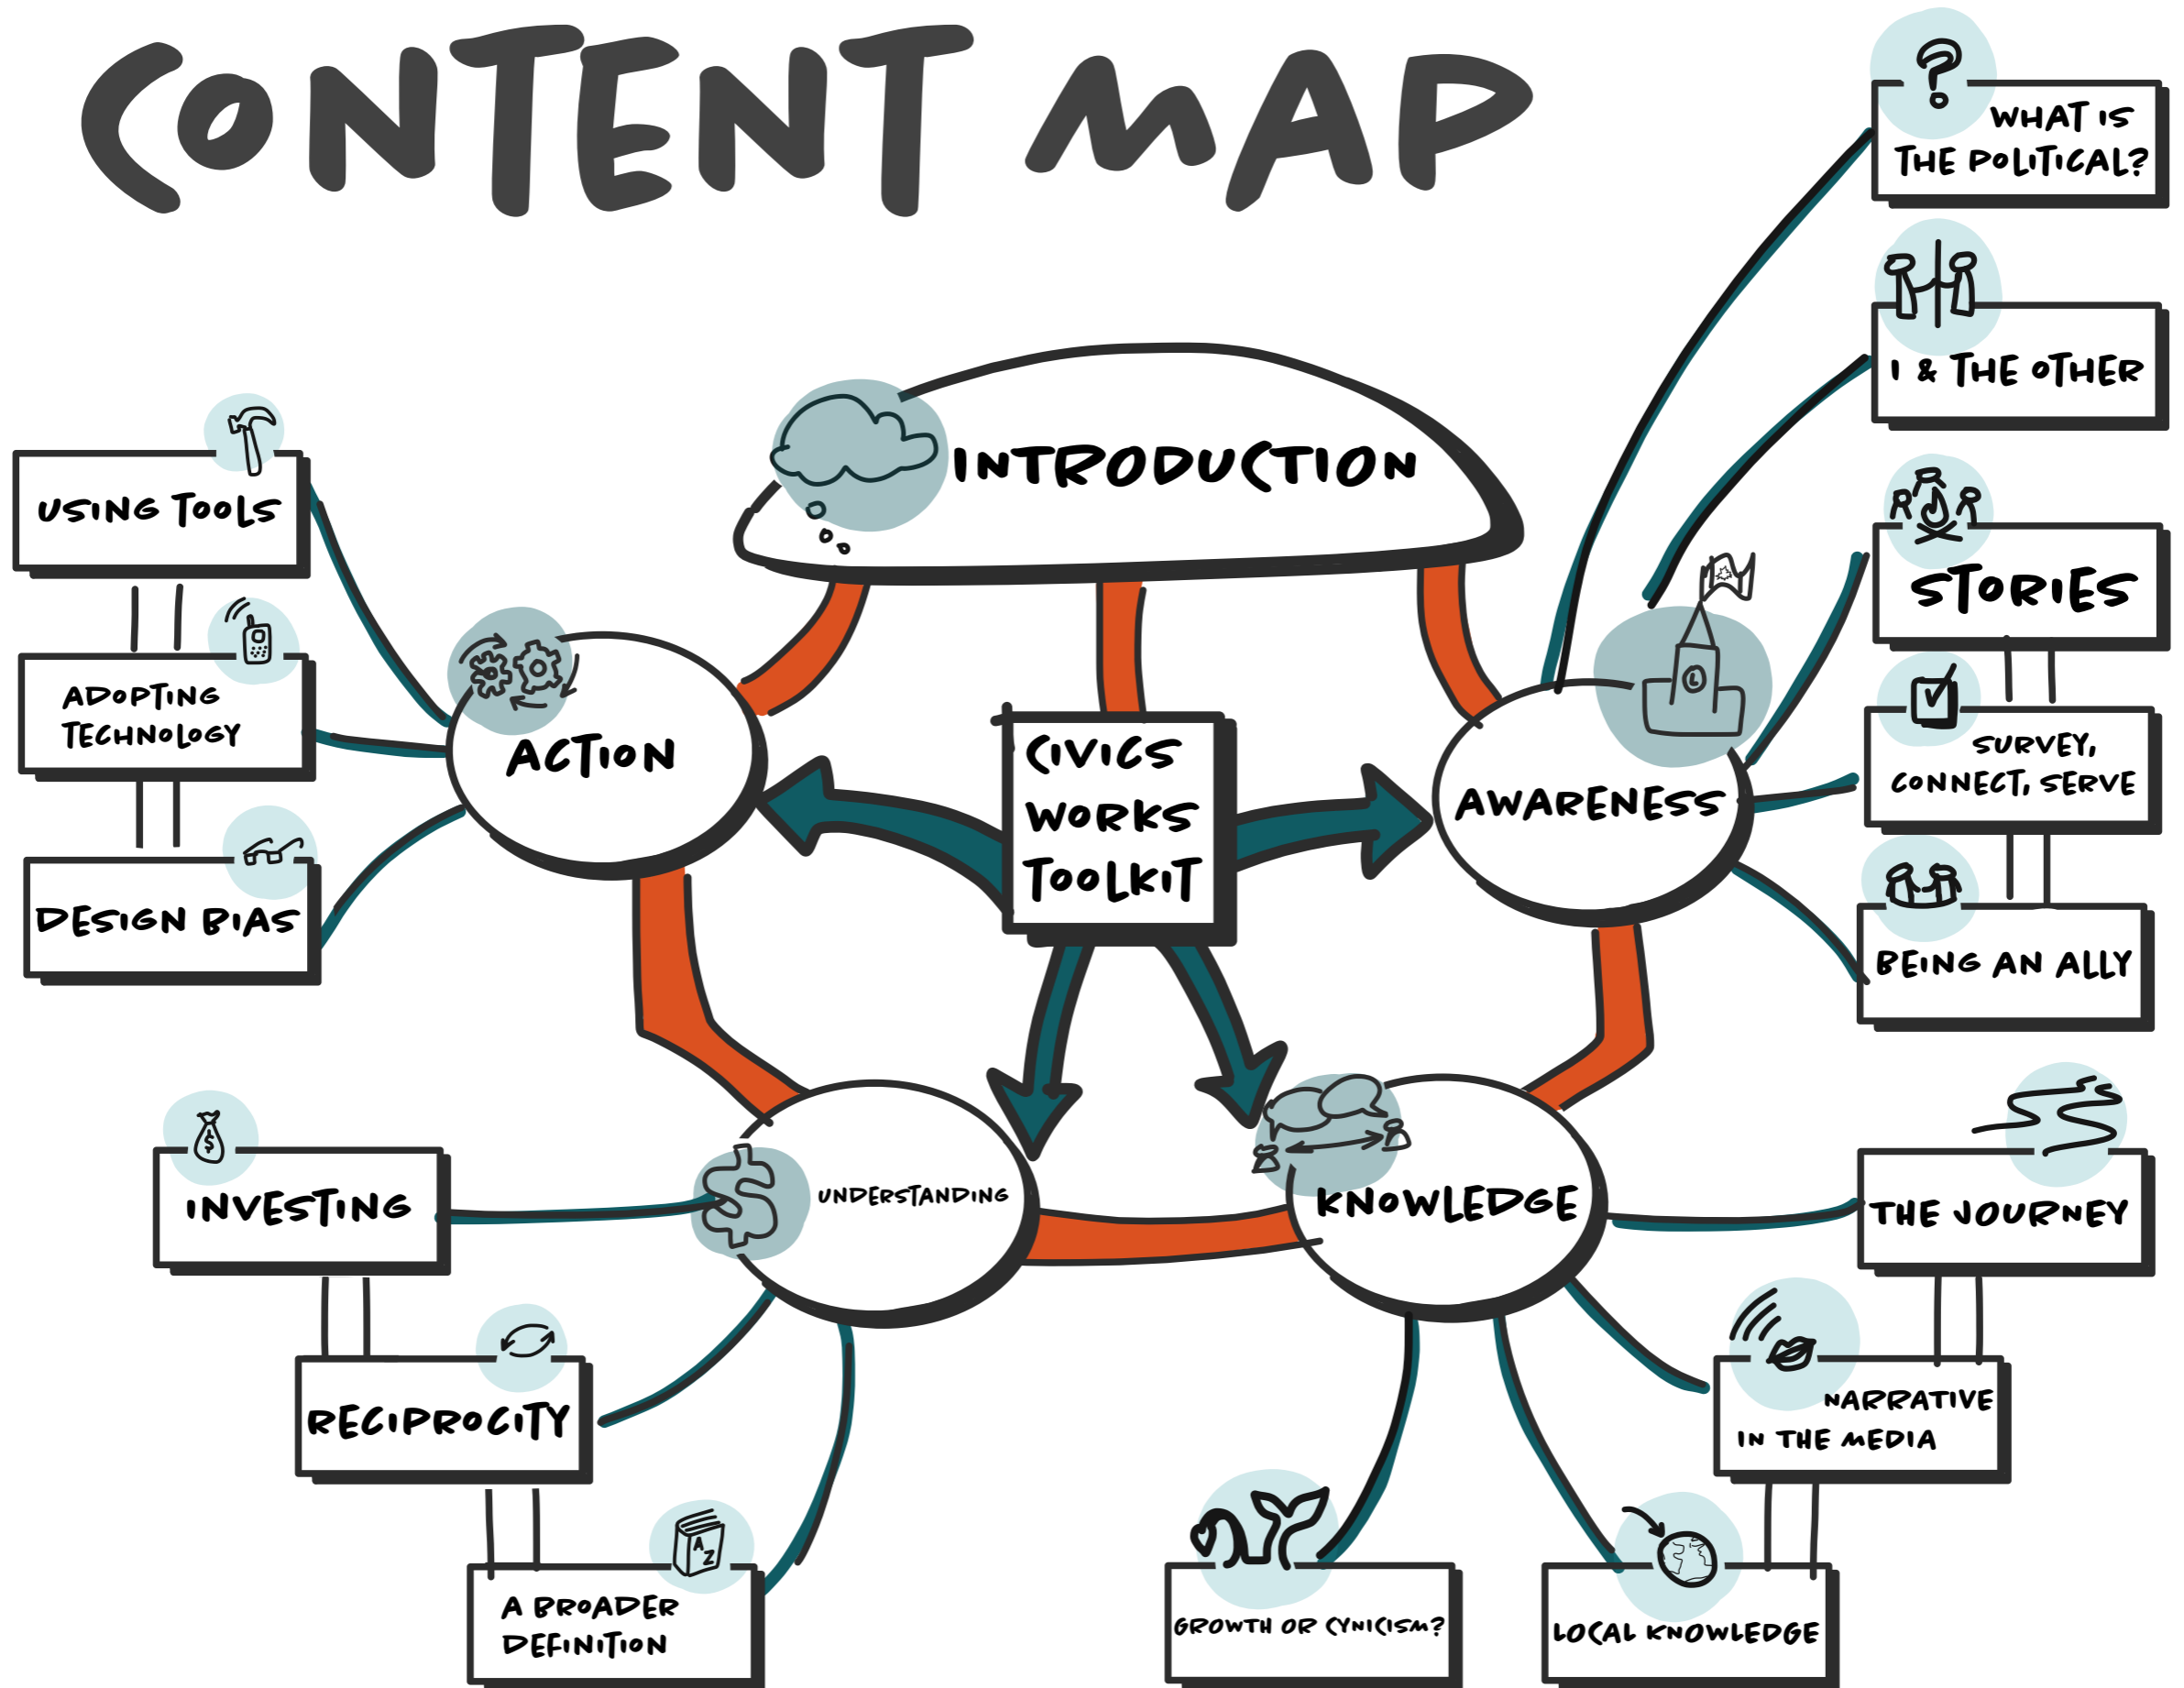 CONTENT MAP
WHAT IS
THE POLITICAL?
I & THE OTHER
INTRODUCTION
STORIES
USING TOOLS
ADOPTING
TECHNOLOGY
ACTION
CIVICS
WORKS
TOOLKIT
AWARENESS
SURVEY,
CONNECT, SERVE
DESIGN BIAS
BEING AN ALLY
$
INVESTING
$
UNDERSTANDING
KNOWLEDGE
THE JOURNEY
RECIPROCITY
NARRATIVE
IN THE MEDIA
A
Z
A BROADER
DEFINITION
GROWTH OR CYNICISM?
LOCAL KNOWLEDGE